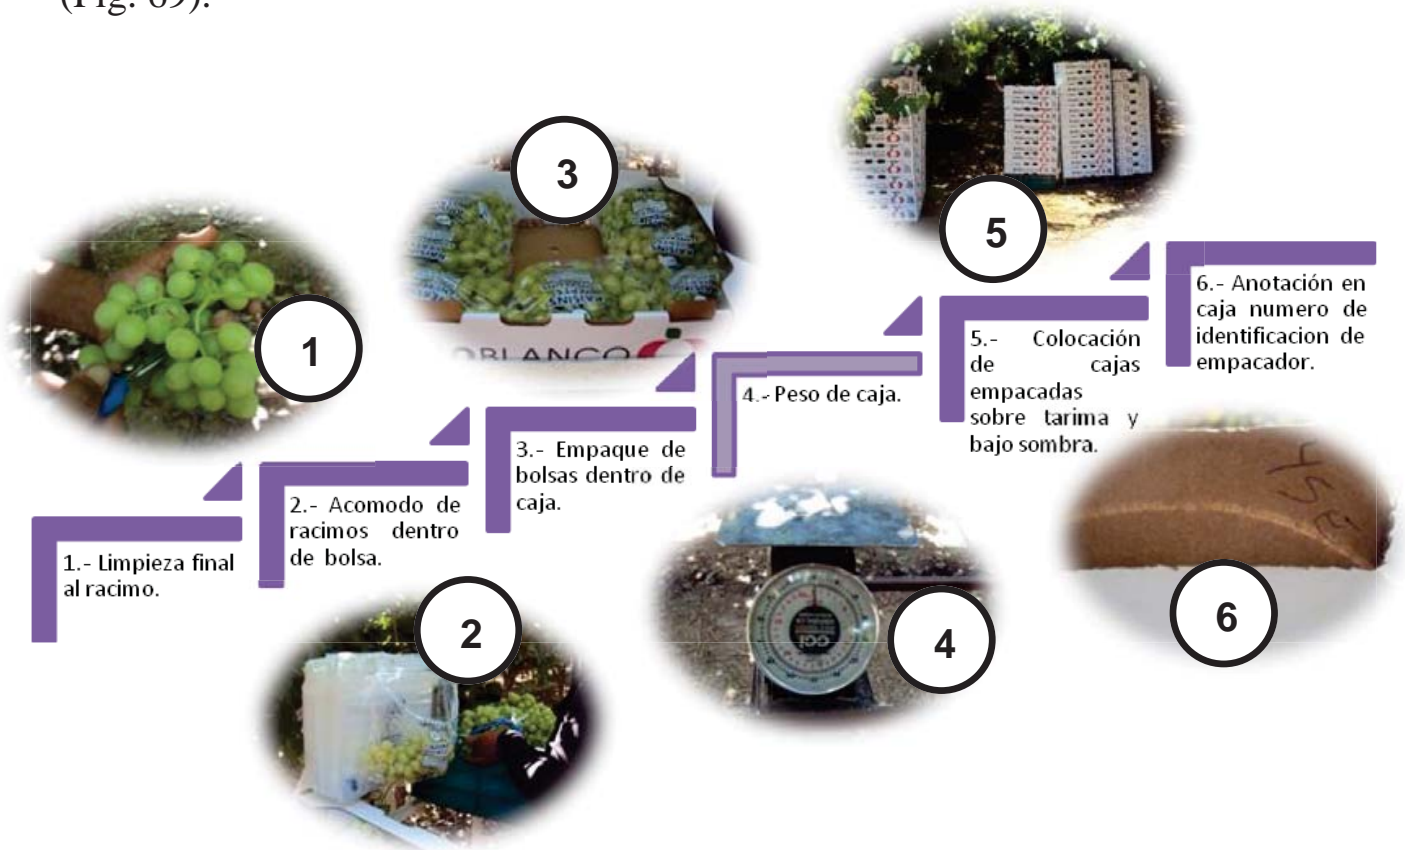 (Fig. 69).
1
2
3
4
5
6
1.- Limpieza final
al racimo.
2.- Acomodo de
racimos dentro
de bolsa.
3.- Empaque de
bolsas dentro de
caja.
4.- Peso de caja.
5.- Colocación
de cajas
empacadas
sobre tarima y
bajo sombra.
6.- Anotación en
caja numero de
identificacion de
empacador.
OBLANCO
cci